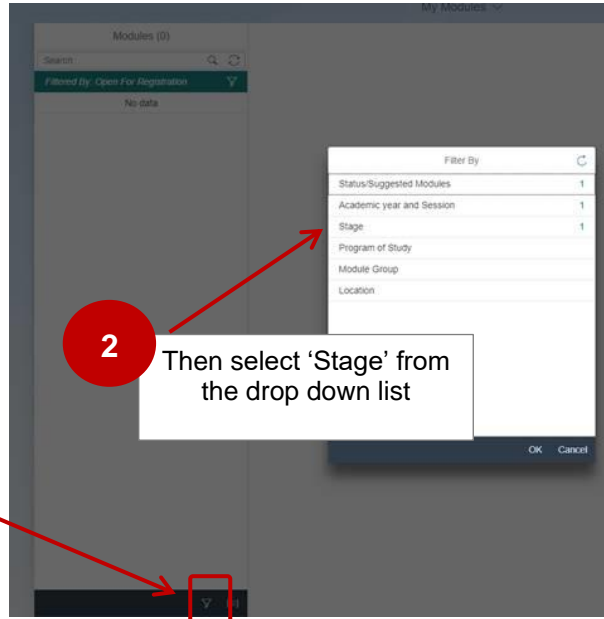 My Modules
Modules (0)
Search
Filtered By: Open For Registration
No data
Filter By
Status/Suggested Modules 1
Academic year and Session 1
Stage 1
Program of Study
Module Group
Location
2
Then select ‘Stage’ from
the drop down list
OK Cancel